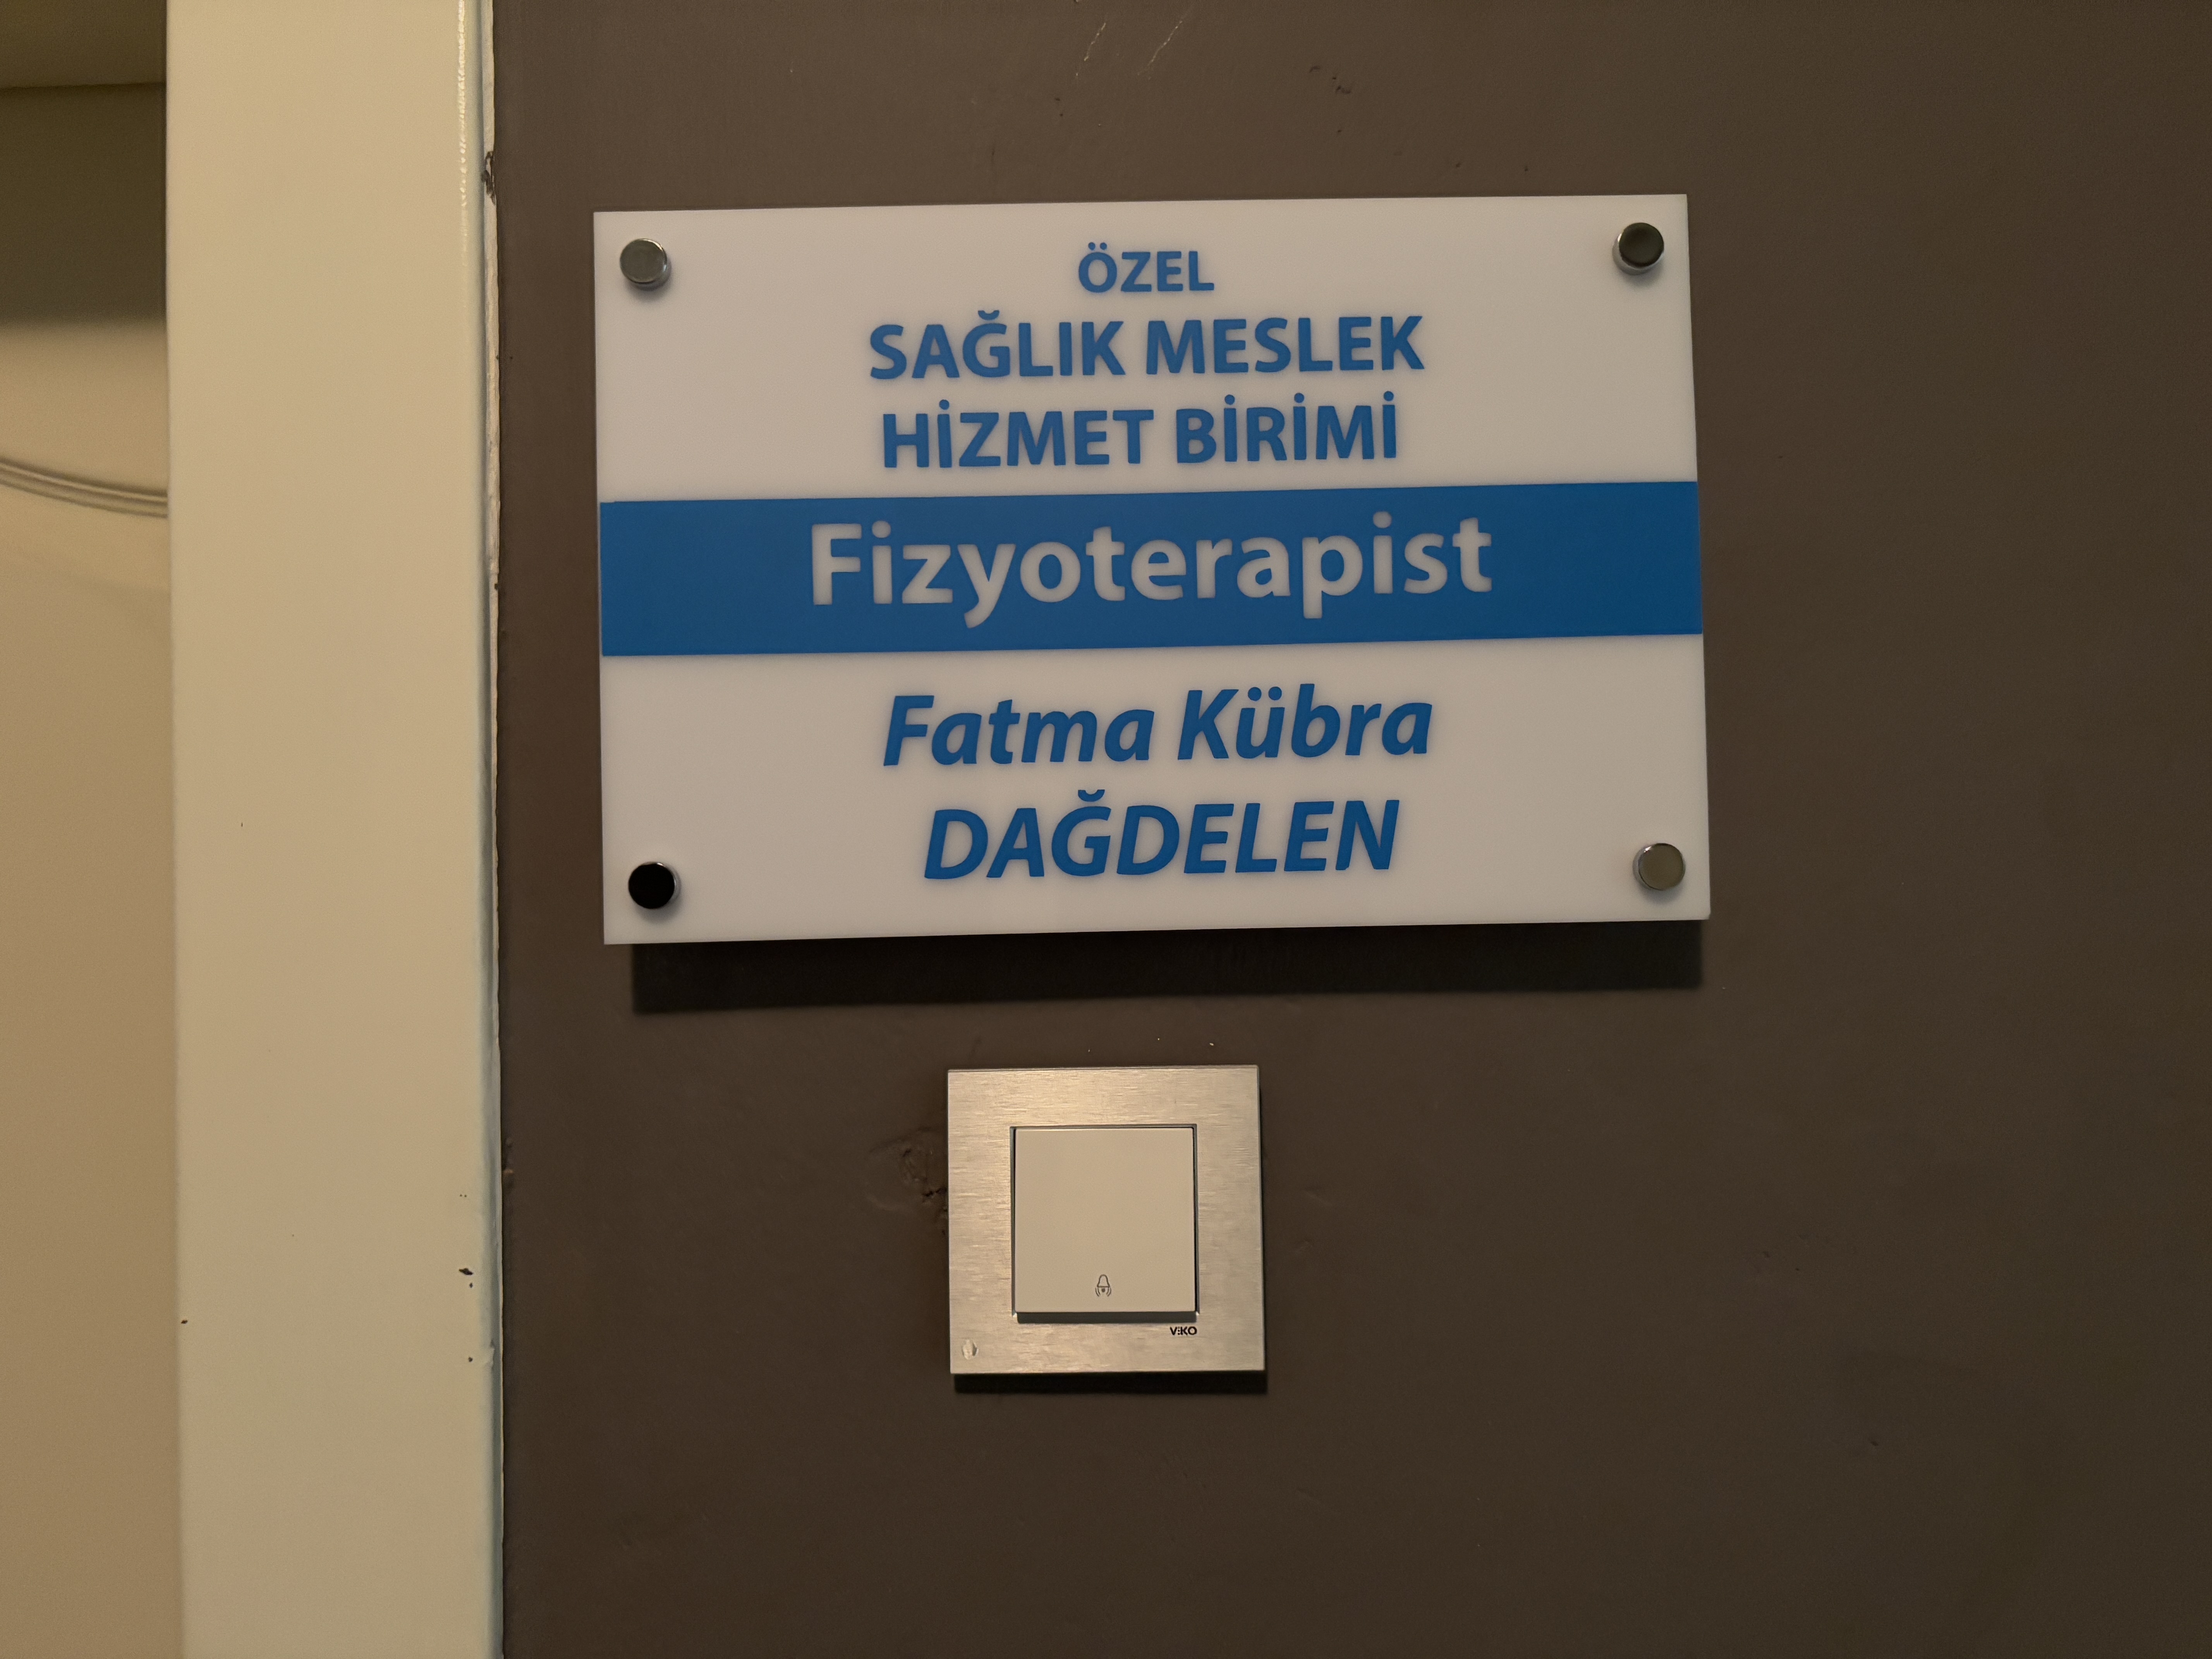 ÖZEL
SAĞLIK MESLEK
HİZMET BİRİMİ
Fizyoterapist
Fatma Kübra
DAĞDELEN
ViKO